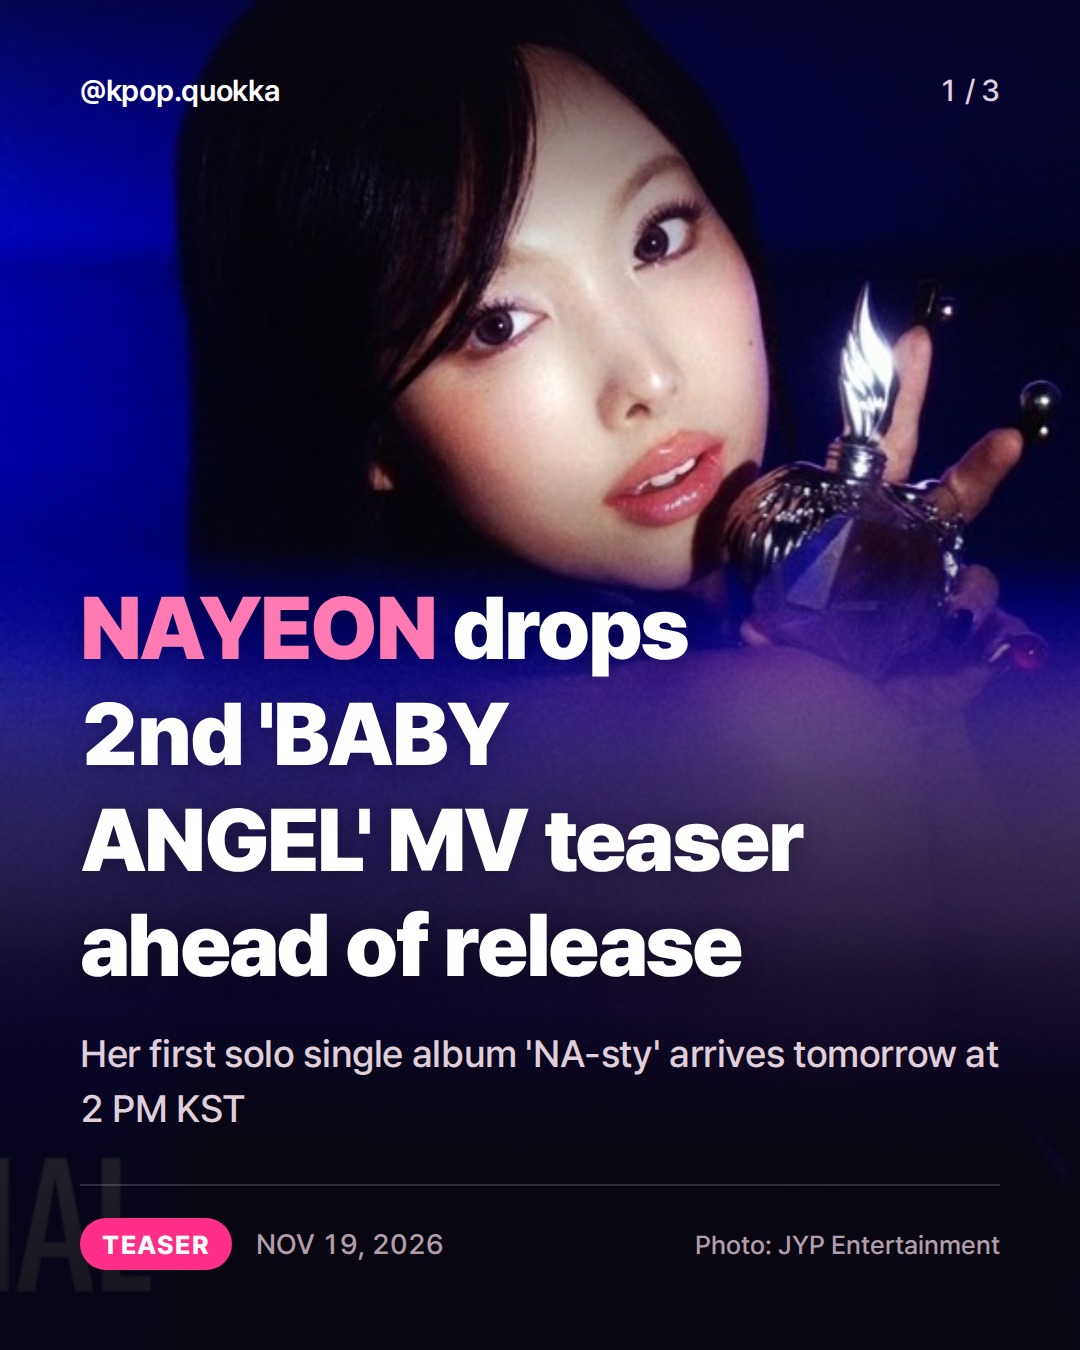 @kpop.quokka
1 / 3
NAYEON drops
2nd 'BABY
ANGEL' MV teaser
ahead of release
Her first solo single album 'NA-sty' arrives tomorrow at
2 PM KST
TEASER
NOV 19, 2026
Photo: JYP Entertainment